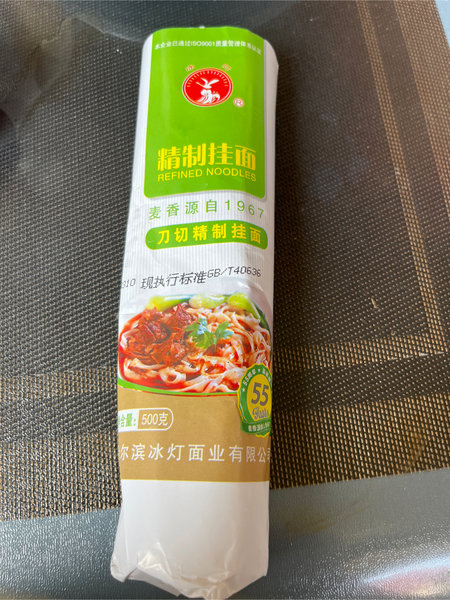 本企业已通过ISO9001质量管理体系认证
®
精制挂面
REFINED NOODLES
麦香源自1967
刀切精制挂面
810 现执行标准GB/T40636
55
合量: 500克
尔滨冰灯面业有限公司